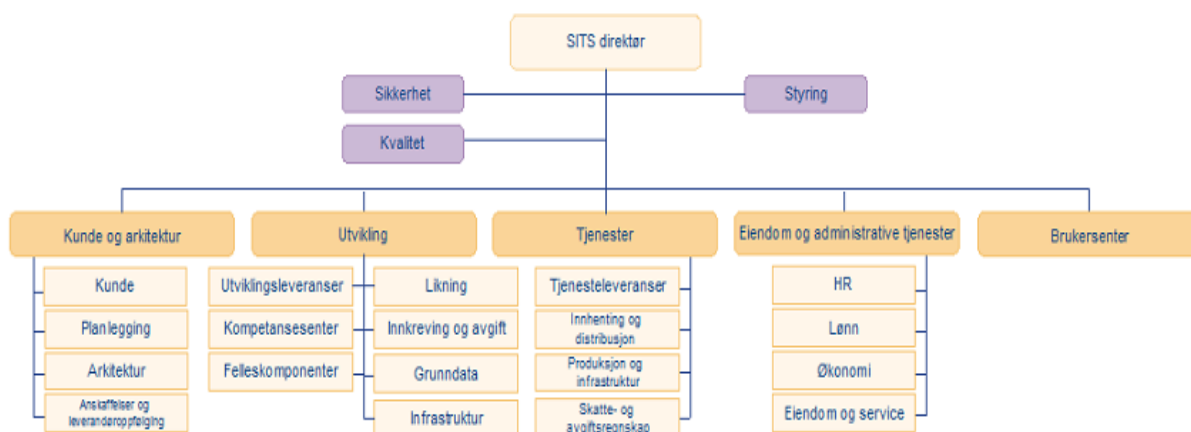 SITS direktør
Sikkerhet
Styring
Kvalitet
Kunde og arkitektur
Utvikling
Tjenester
Eiendom og administrative tjenester
Brukersenter
Kunde
Planlegging
Arkitektur
Anskaffelser og
leverandøroppfølging
Utviklingsleveranser
Kompetansesenter
Felleskomponenter
Likning
Innkreving og avgift
Grunndata
Infrastruktur
Tjenesteleveranser
Innhenting og
distribusjon
Produksjon og
infrastruktur
Skatte- og
avgiftsregnskap
HR
Lønn
Økonomi
Eiendom og service